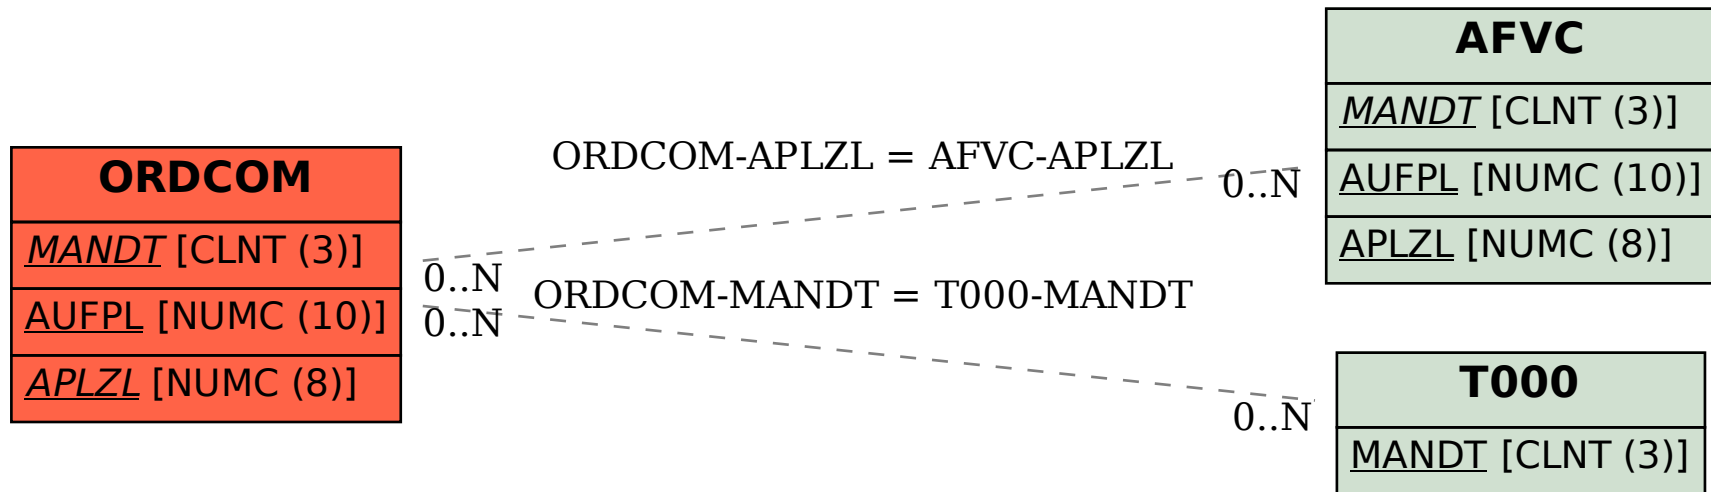 ORDCOM
MANDT [CLNT (3)]
AUFPL [NUMC (10)]
APLZL [NUMC (8)]
ORDCOM-APLZL = AFVC-APLZL
0..N
0..N
ORDCOM-MANDT = T000-MANDT
0..N
0..N
AFVC
MANDT [CLNT (3)]
AUFPL [NUMC (10)]
APLZL [NUMC (8)]
T000
MANDT [CLNT (3)]